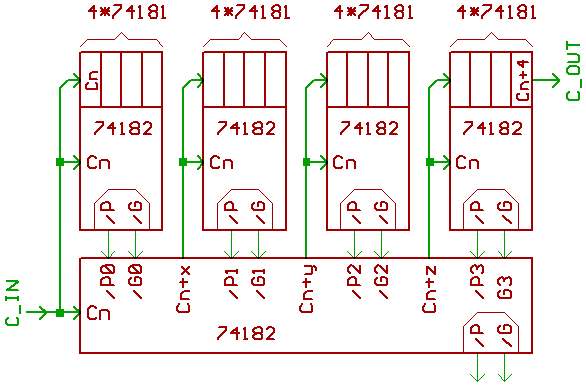 4*74181 4*74181 4*74181 4*74181
Cn Cn+4 C_OUT
74182 74182 74182 74182
Cn Cn Cn Cn
/P /G /P /G /P /G /P /G
/P0 /G0 Cn+x /P1 /G1 Cn+y /P2 /G2 Cn+z /P3 G3
C_IN Cn
74182 /P /G